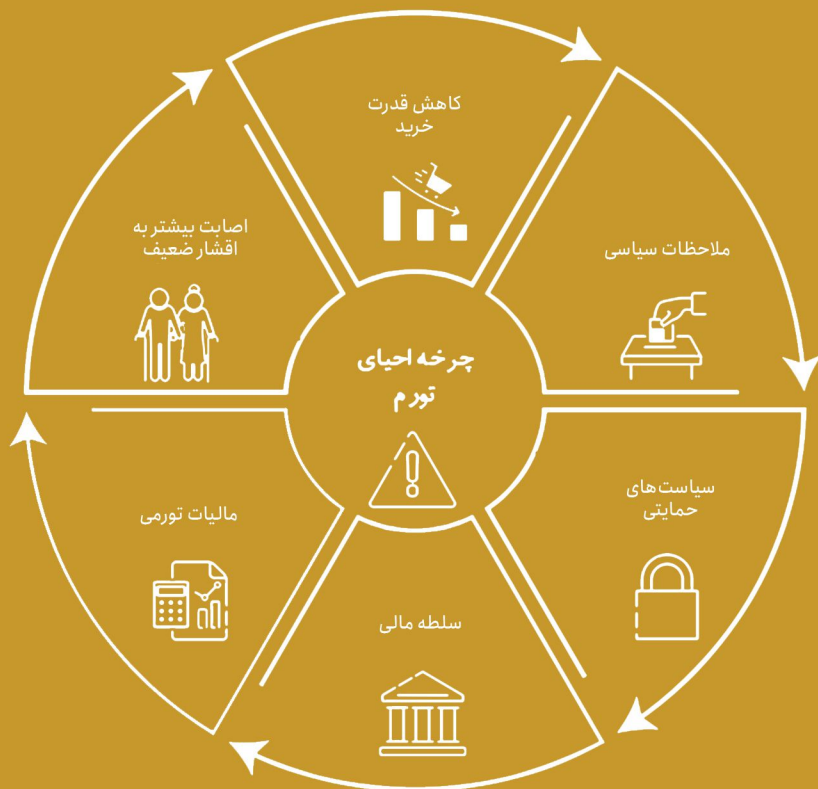 کاهش قدرت
خرید
ملاحظات سیاسی
سیاست‌های
حمایتی
سلطه مالی
مالیات تورمی
اصابت بیشتر به
اقشار ضعیف
چرخه احیای
تورم